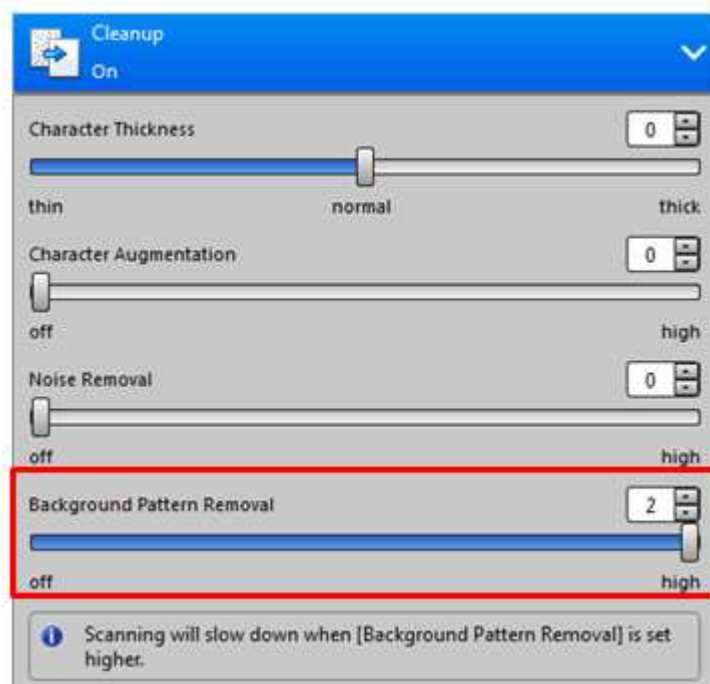 Cleanup
On
Character Thickness 0
thin normal thick
Character Augmentation 0
off high
Noise Removal 0
off high
Background Pattern Removal 2
off high
Scanning will slow down when [Background Pattern Removal] is set
higher.